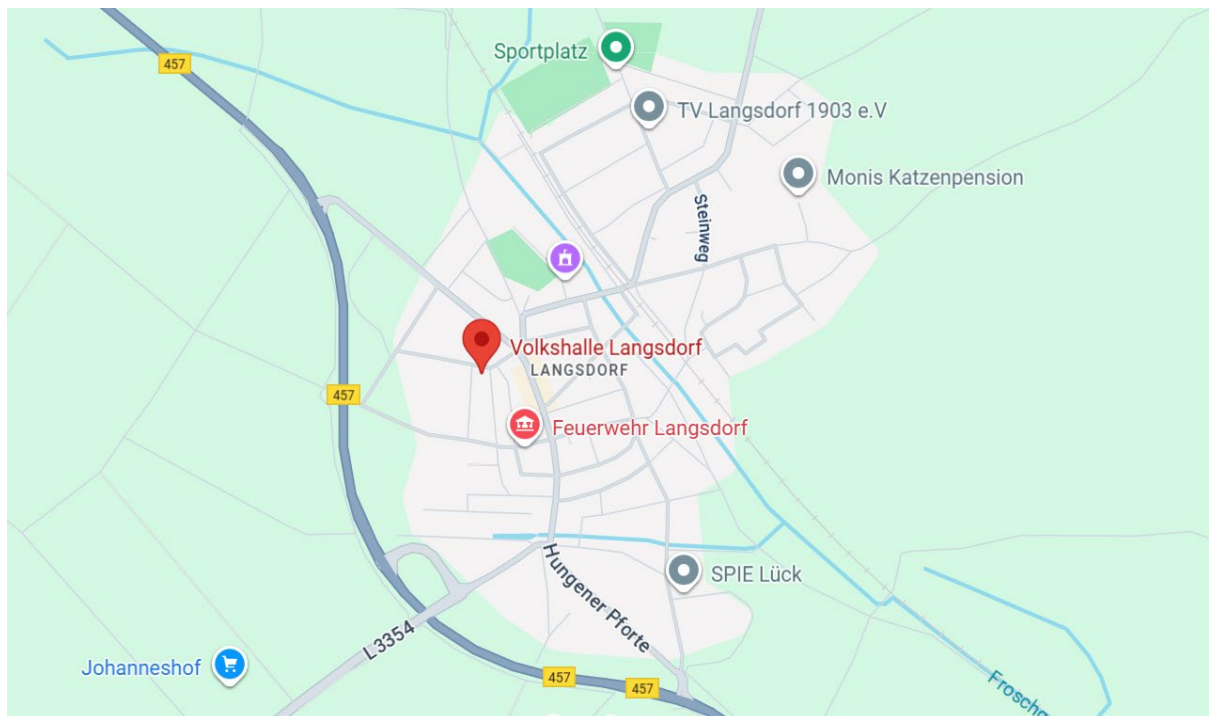 Sportplatz
457
TV Langsdorf 1903 e.V
Monis Katzenpension
Steinweg
Volkshalle Langsdorf
LANGSDORF
457
Feuerwehr Langsdorf
Hungener Pforte
SPIE Lück
L3354
Johanneshof
457
457